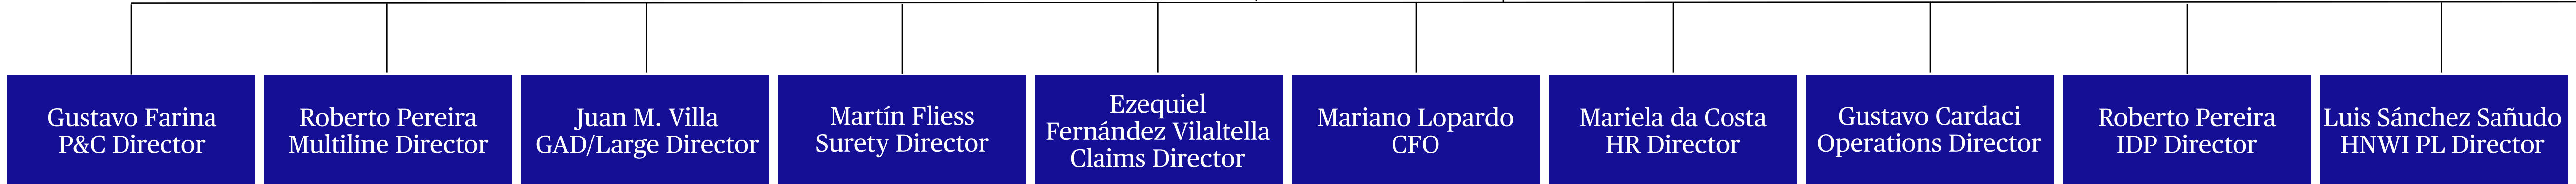 Gustavo Farina
P&C Director
Roberto Pereira
Multiline Director
Juan M. Villa
GAD/Large Director
Martín Fliess
Surety Director
Ezequiel
Fernández Vilaltella
Claims Director
Mariano Lopardo
CFO
Mariela da Costa
HR Director
Gustavo Cardaci
Operations Director
Roberto Pereira
IDP Director
Luis Sánchez Sañudo
HNWI PL Director